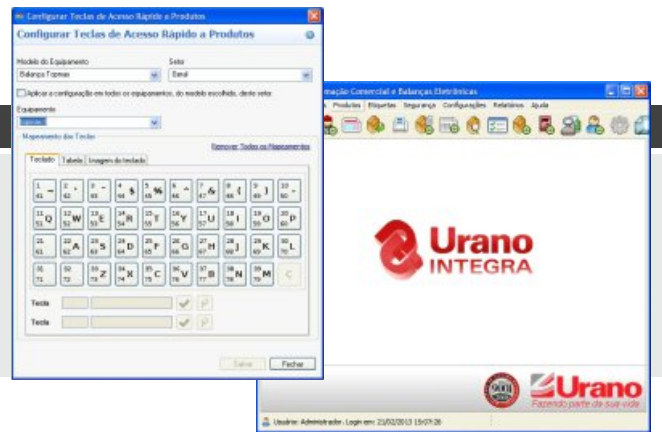 Configurar Teclas de Acesso Rápido a Produtos
Configurar Teclas de Acesso Rápido a Produtos
Modelo do Equipamento
Setor
Balança Topmax
Geral
Aplicar a configuração em todos os equipamentos, do modelo escolhido, deste setor.
Equipamento
Mapeamento das Teclas
Remover Todos os Mapeamentos
Teclado Tabela Imagem do teclado
Q W E R T Y U I O P
A S D F G H J K L
Z X C V B N M Ç
Tecla
Tecla
Salvar Fechar
mação Comercial e Balanças Eletrônicas
Produtos Etiquetas Segurança Configurações Relatórios Ajuda
Urano
INTEGRA
9001
Urano
Fazendo parte da sua vida
Usuário: Administrador. Login em: 21/02/2013 15:07:26